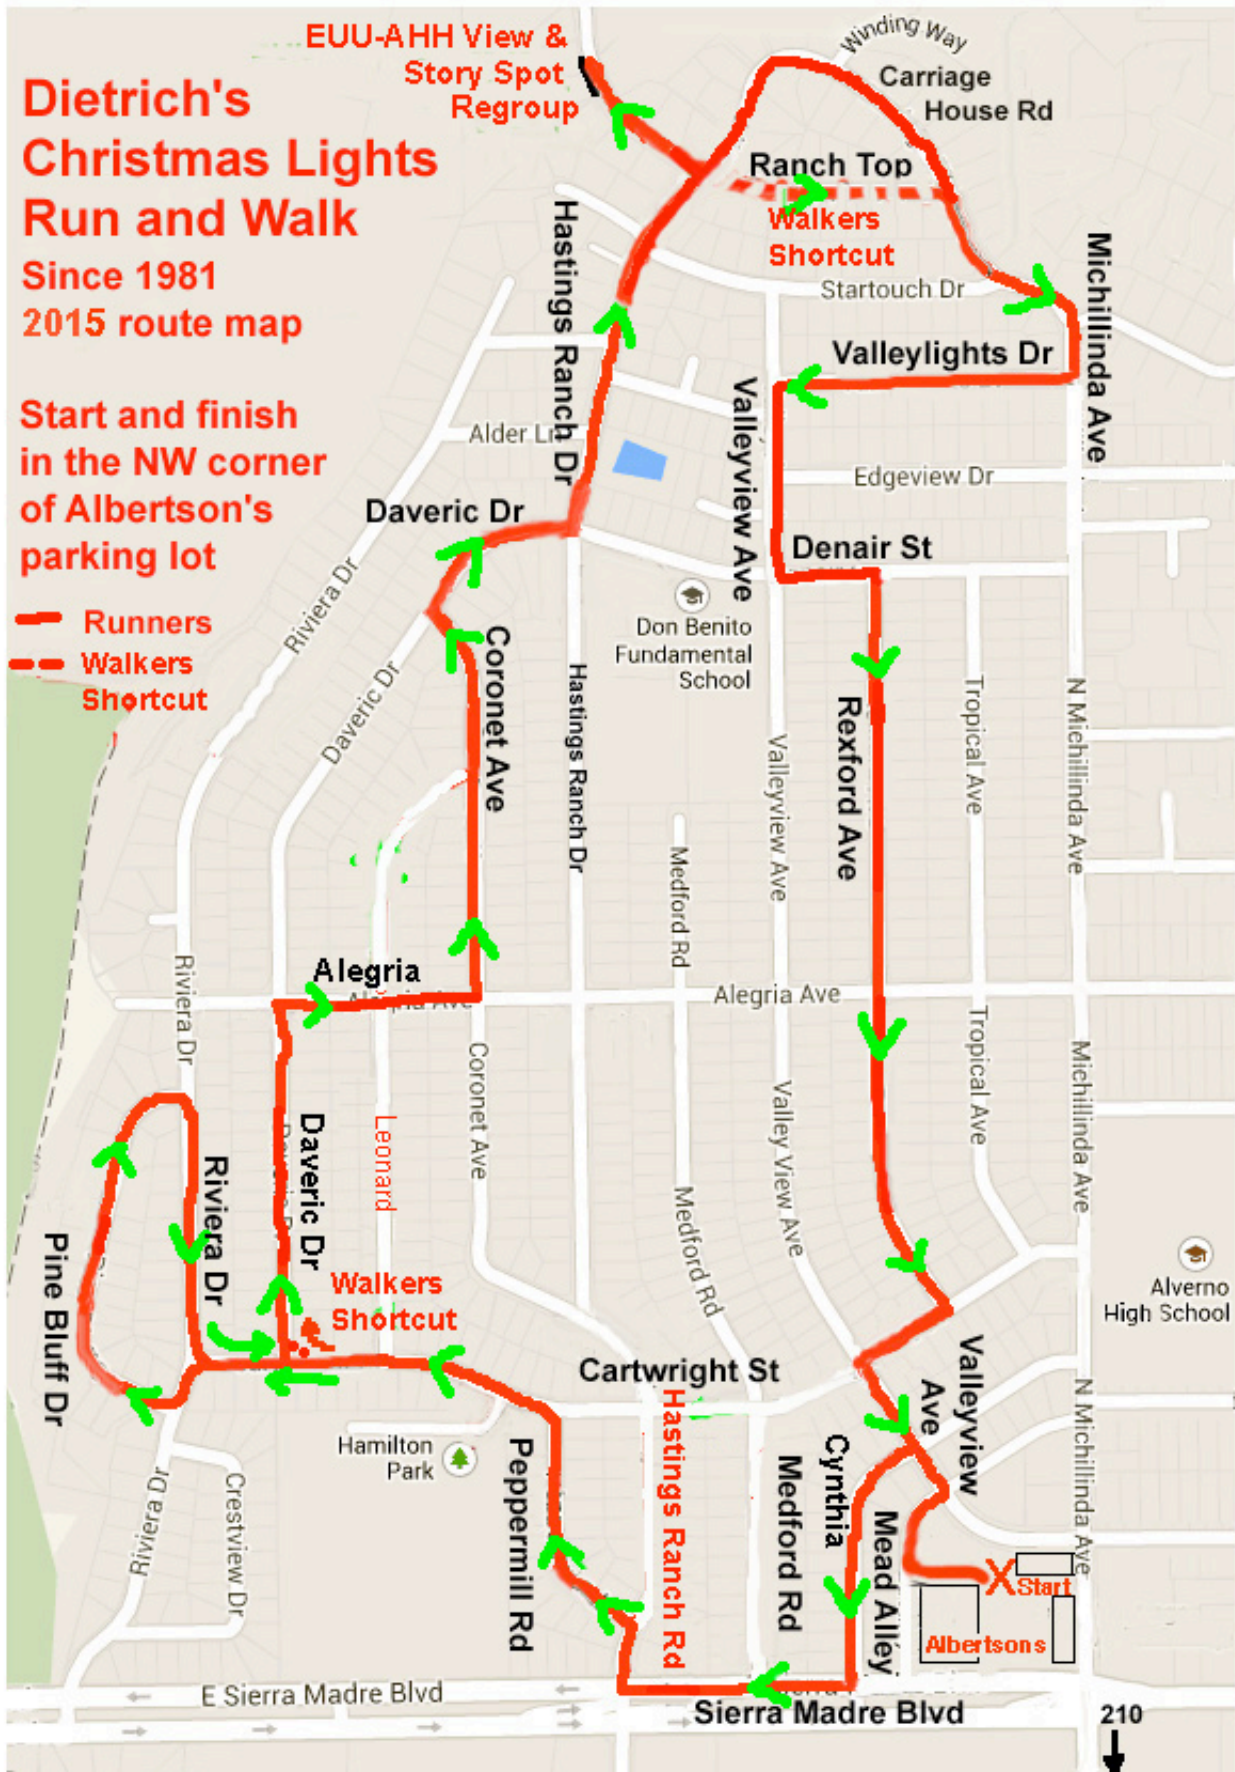 EUU-AHH View &
Story Spot
Regroup
Winding Way
Carriage
House Rd
Dietrich's
Christmas Lights
Run and Walk
Since 1981
2015 route map
Start and finish
in the NW corner
of Albertson's
parking lot
Runners
Walkers
Shortcut
Ranch Top
Walkers
Shortcut
Hastings Ranch Dr
Michillinda Ave
Startouch Dr
Valleylights Dr
Valleyview Ave
Alder Ln
Edgeview Dr
Daveric Dr
Denair St
Riviera Dr
Don Benito
Fundamental
School
Coronet Ave
Hastings Ranch Dr
Daveric Dr
Tropical Ave
N Michillinda Ave
Rexford Ave
Valleyview Ave
Medford Rd
Alegria
Alegria Ave
Alegria Ave
Riviera Dr
Coronet Ave
Tropical Ave
Michillinda Ave
Valley View Ave
Leonard
Daveric Dr
Riviera Dr
Medford Rd
Pine Bluff Dr
Walkers
Shortcut
Alverno
High School
Cartwright St
Valleyview
Ave
Hastings Ranch Rd
N Michillinda Ave
Hamilton
Park
Peppermill Rd
Cynthia
Medford Rd
Mead Alley
Riviera Dr
Crestview Dr
Start
Albertsons
E Sierra Madre Blvd
Sierra Madre Blvd
210